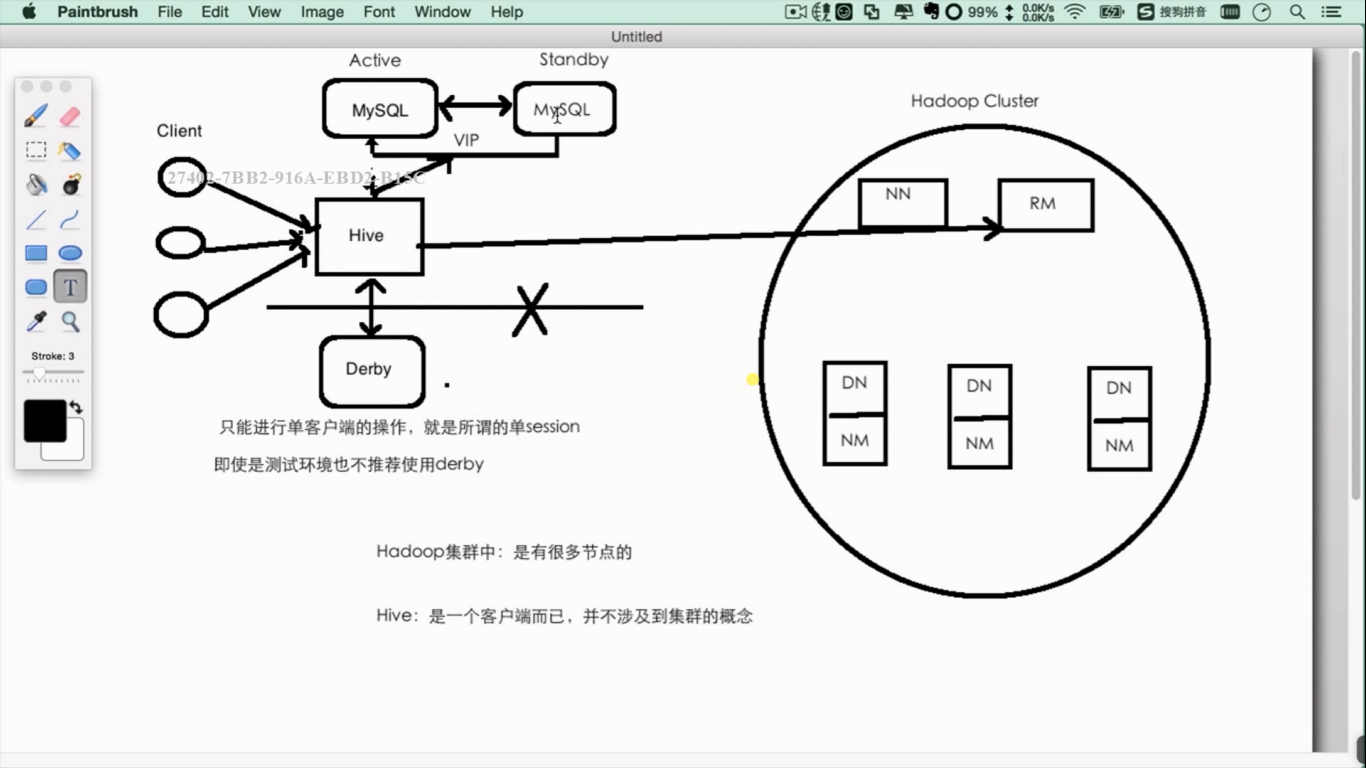 Paintbrush File Edit View Image Font Window Help
99% 0.0K/s 0.0K/s 搜狗拼音
Untitled
Active
Standby
MySQL
MySQL
VIP
Client
Hive
Derby
只能进行单客户端的操作，就是所谓的单session
即使是测试环境也不推荐使用derby
Hadoop集群中：是有很多节点的
Hive：是一个客户端而已，并不涉及到集群的概念
Hadoop Cluster
NN
RM
DN
NM
DN
NM
DN
NM
T
Stroke: 3